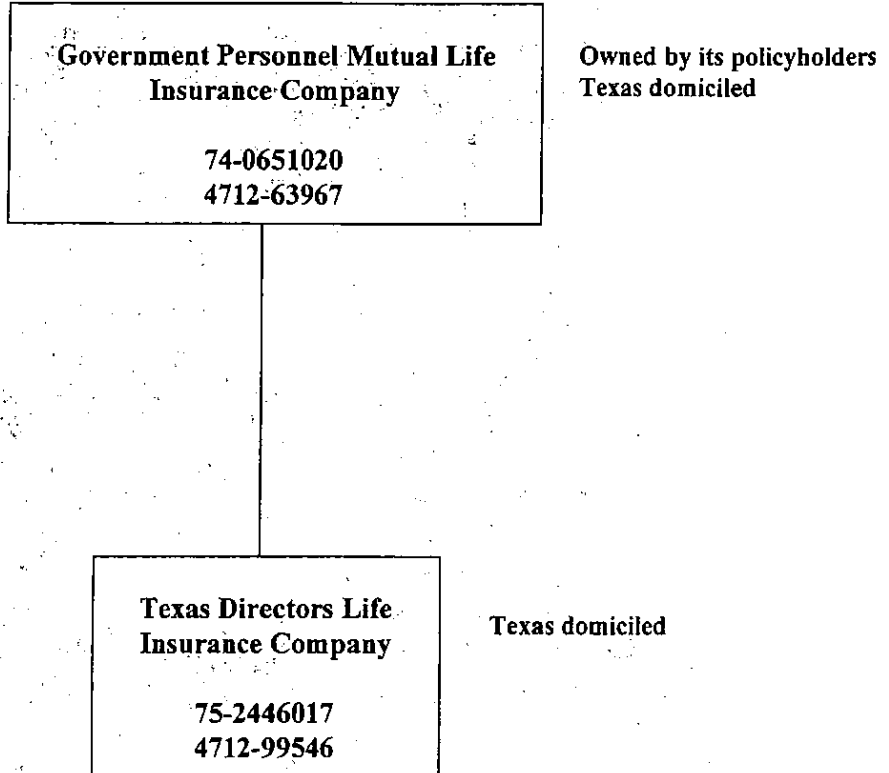 Government Personnel Mutual Life
Insurance Company
74-0651020
4712-63967
Owned by its policyholders
Texas domiciled
Texas Directors Life
Insurance Company
75-2446017
4712-99546
Texas domiciled